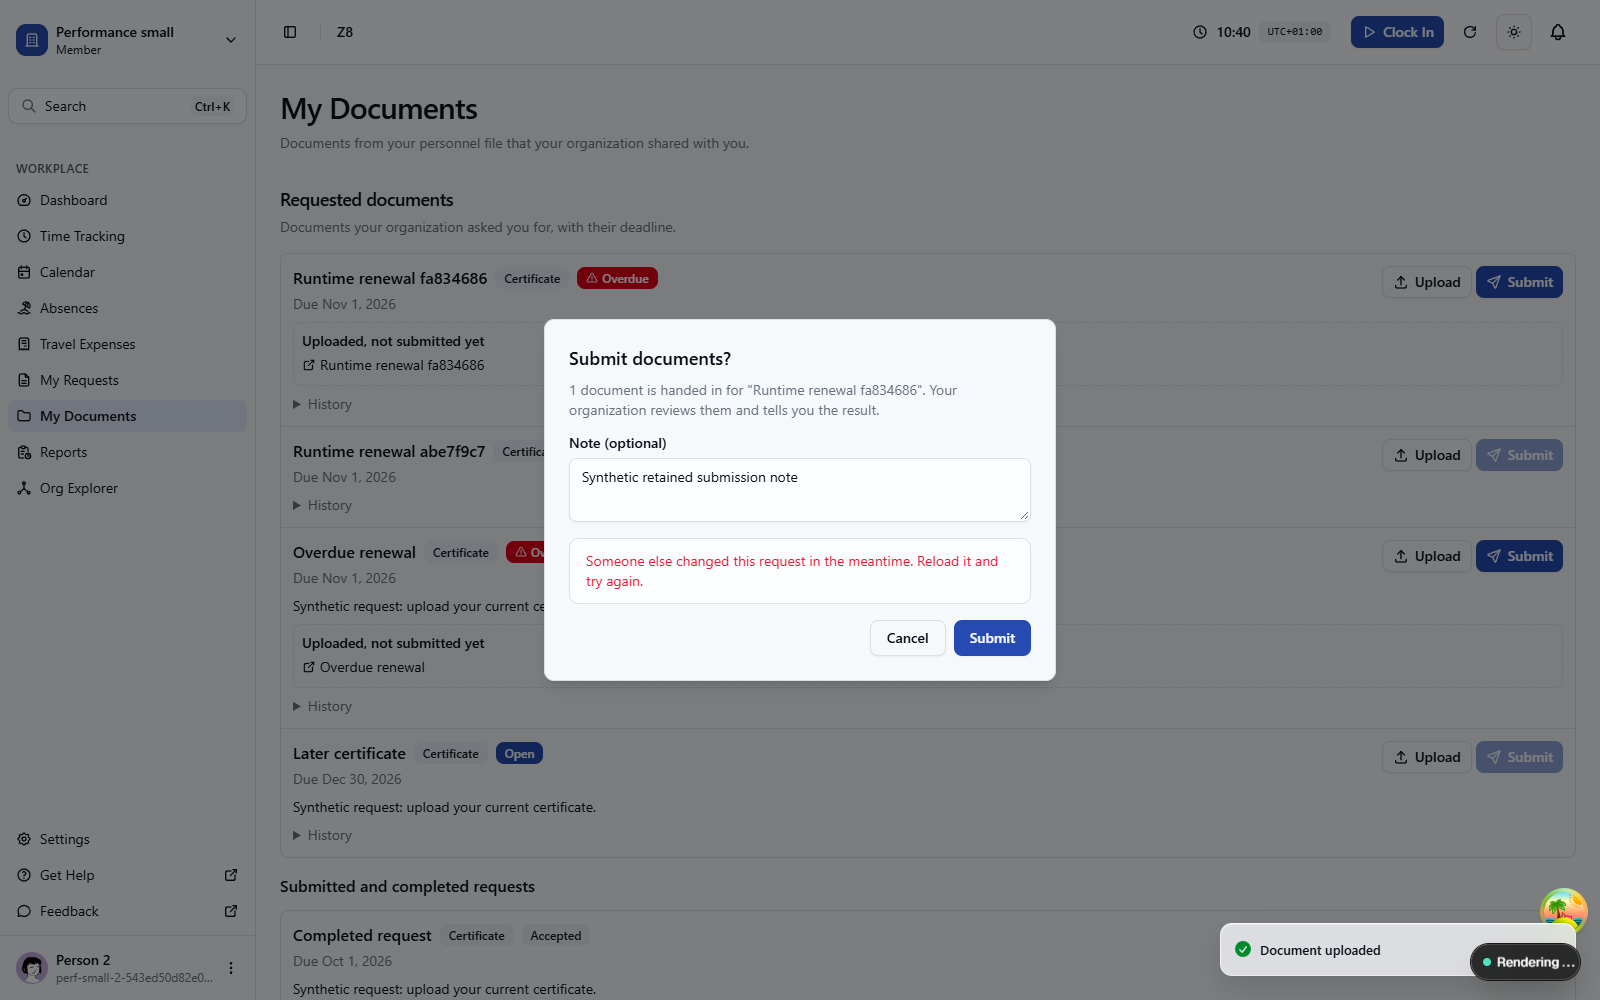 Performance small
Member
Search
Ctrl+K
WORKPLACE
Dashboard
Time Tracking
Calendar
Absences
Travel Expenses
My Requests
My Documents
Reports
Org Explorer
Settings
Get Help
Feedback
Person 2
perf-small-2-543ed50d82e0...
Z8
10:40
UTC+01:00
Clock In
My Documents
Documents from your personnel file that your organization shared with you.
Requested documents
Documents your organization asked you for, with their deadline.
Runtime renewal fa834686 Certificate Overdue
Upload Submit
Due Nov 1, 2026
Uploaded, not submitted yet
Runtime renewal fa834686
History
Runtime renewal abe7f9c7
Upload Submit
Due Nov 1, 2026
History
Overdue renewal Certificate
Upload Submit
Due Nov 1, 2026
Synthetic request: upload your current
Uploaded, not submitted yet
Overdue renewal
History
Later certificate Certificate Open
Upload Submit
Due Dec 30, 2026
Synthetic request: upload your current certificate.
History
Submitted and completed requests
Completed request Certificate Accepted
Due Oct 1, 2026
Synthetic request: upload your current certificate.
Submit documents?
1 document is handed in for "Runtime renewal fa834686". Your
organization reviews them and tells you the result.
Note (optional)
Synthetic retained submission note
Someone else changed this request in the meantime. Reload it and
try again.
Cancel
Submit
Document uploaded
Rendering ...